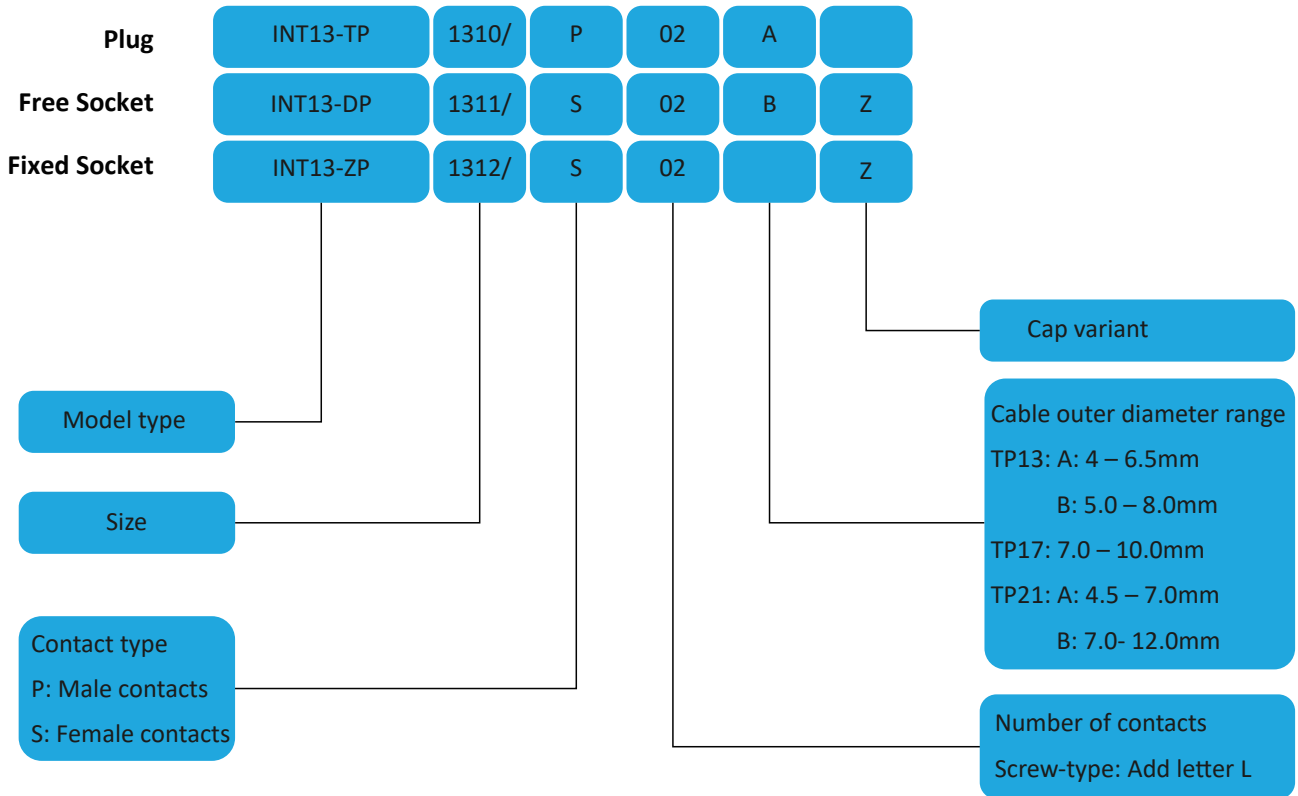 Plug INT13-TP 1310/ P 02 A
Free Socket INT13-DP 1311/ S 02 B Z
Fixed Socket INT13-ZP 1312/ S 02 Z
Cap variant
Model type
Size
Contact type
P: Male contacts
S: Female contacts
Cable outer diameter range
TP13: A: 4 – 6.5mm
B: 5.0 – 8.0mm
TP17: 7.0 – 10.0mm
TP21: A: 4.5 – 7.0mm
B: 7.0- 12.0mm
Number of contacts
Screw-type: Add letter L